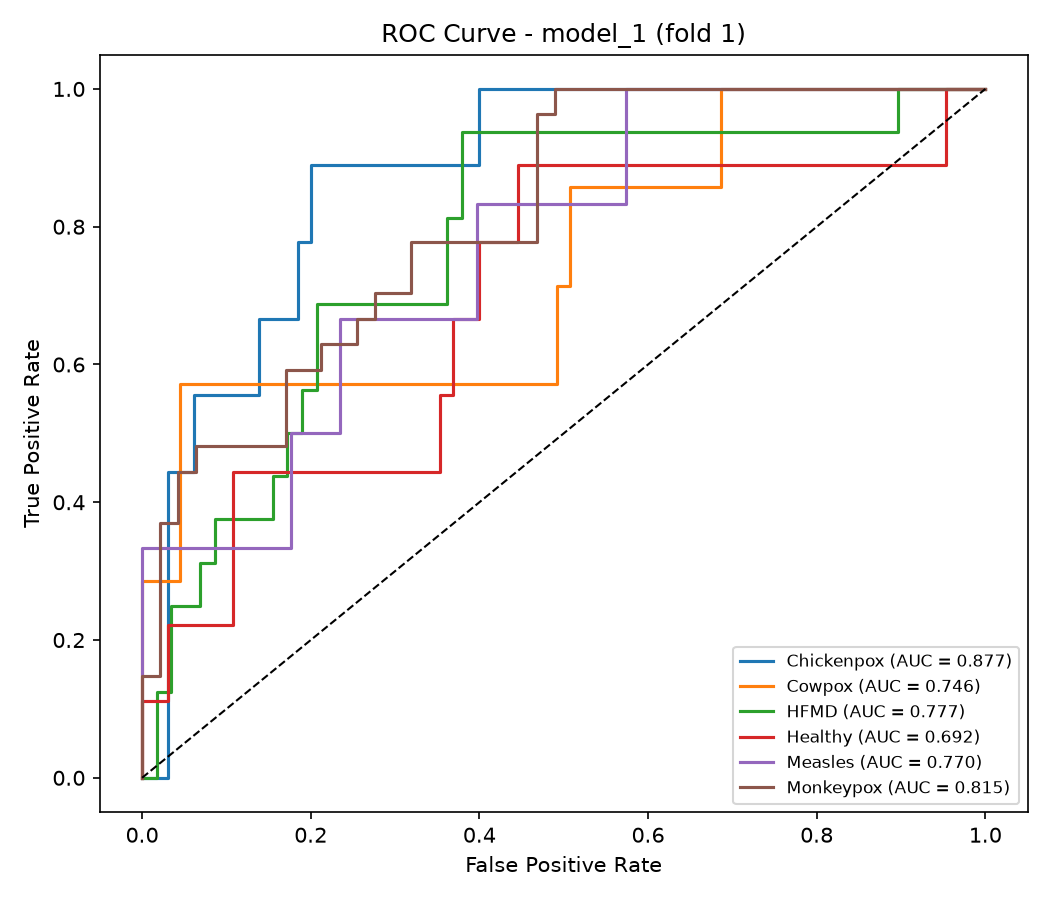 ROC Curve - model_1 (fold 1)
True Positive Rate
1.0
0.8
0.6
0.4
0.2
0.0
Chickenpox (AUC = 0.877)
Cowpox (AUC = 0.746)
HFMD (AUC = 0.777)
Healthy (AUC = 0.692)
Measles (AUC = 0.770)
Monkeypox (AUC = 0.815)
0.0 0.2 0.4 0.6 0.8 1.0
False Positive Rate